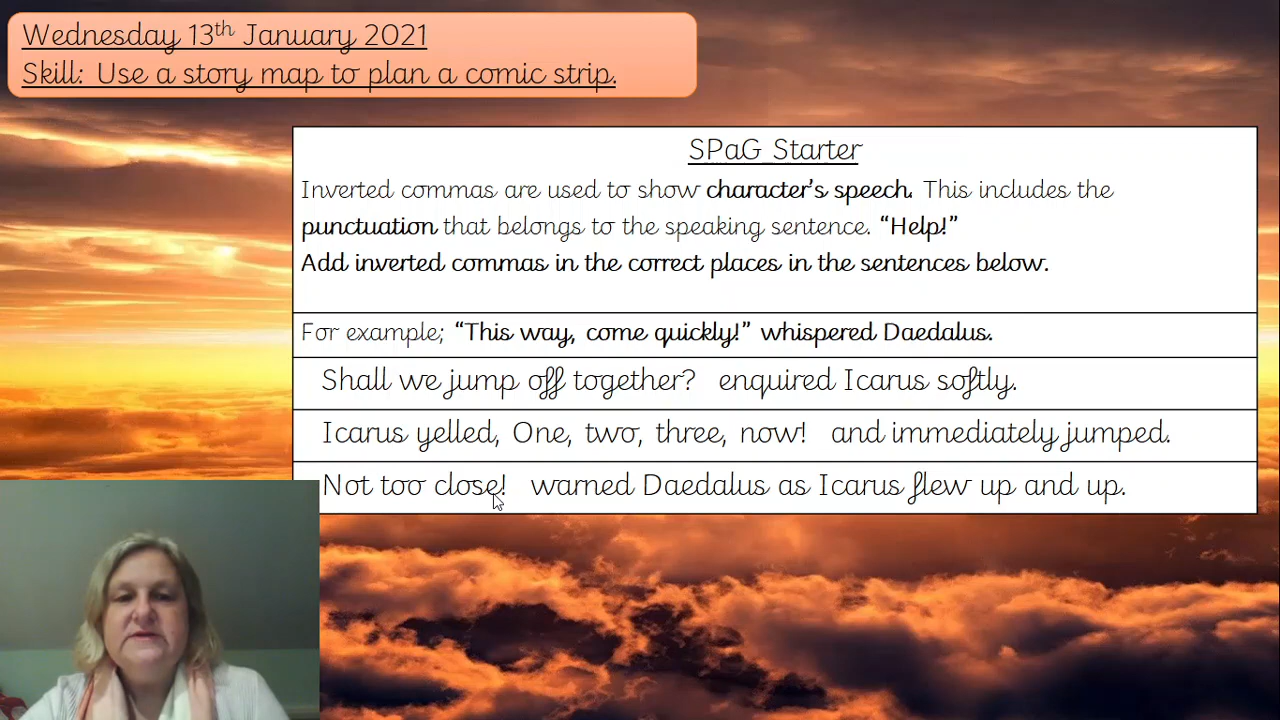 Wednesday 13th January 2021
Skill: Use a story map to plan a comic strip.
SPaG Starter
Inverted commas are used to show character's speech. This includes the
punctuation that belongs to the speaking sentence. “Help!”
Add inverted commas in the correct places in the sentences below.
For example; “This way, come quickly!” whispered Daedalus.
Shall we jump off together? enquired Icarus softly.
Icarus yelled, One, two, three, now! and immediately jumped.
Not too close! warned Daedalus as Icarus flew up and up.